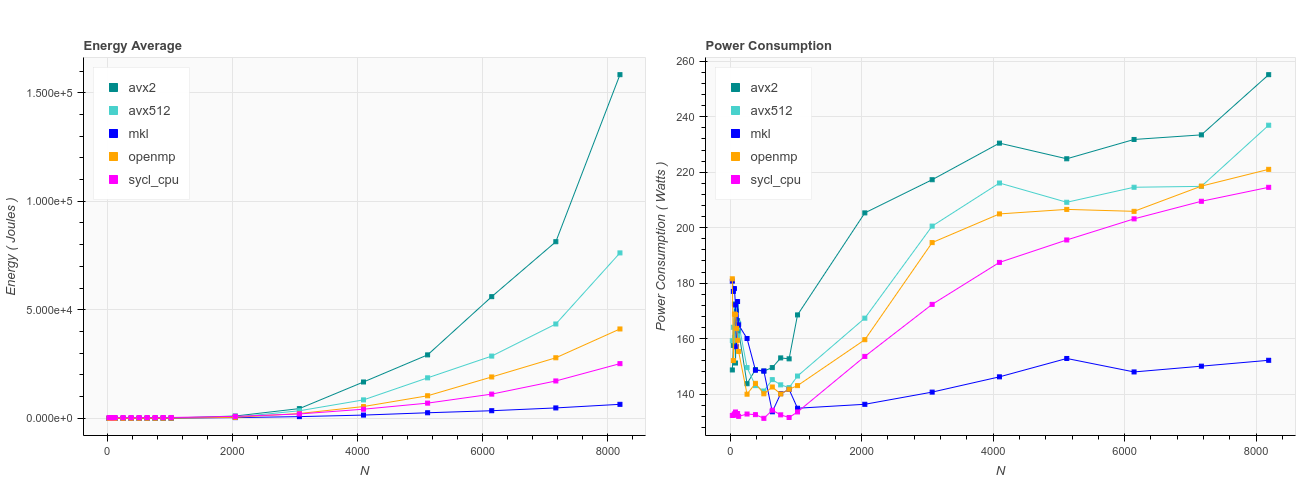 Energy Average
Energy ( Joules )
1.500e+5
1.000e+5
5.000e+4
0.000e+0
avx2
avx512
mkl
openmp
sycl_cpu
0 2000 4000 6000 8000
N
Power Consumption
Power Consumption ( Watts )
260
240
220
200
180
160
140
avx2
avx512
mkl
openmp
sycl_cpu
0 2000 4000 6000 8000
N